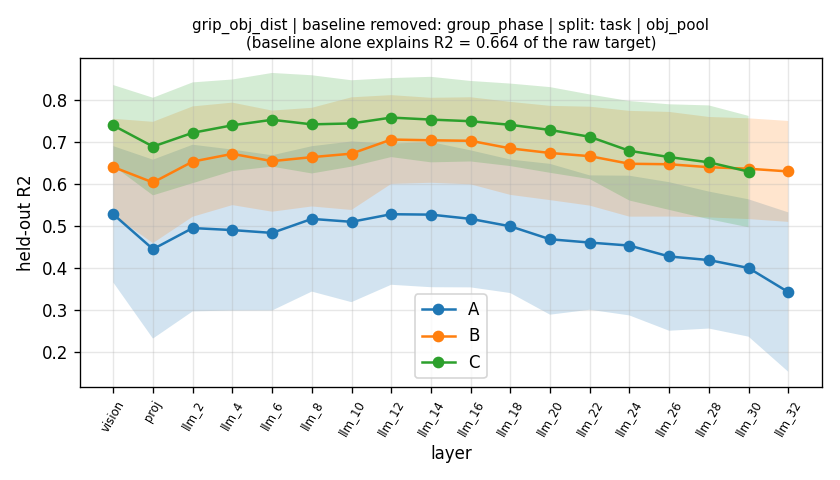 grip_obj_dist | baseline removed: group_phase | split: task | obj_pool
(baseline alone explains R2 = 0.664 of the raw target)
held-out R2
0.8
0.7
0.6
0.5
0.4
0.3
0.2
A
B
C
vision
proj
llm_2
llm_4
llm_6
llm_8
llm_10
llm_12
llm_14
llm_16
llm_18
llm_20
llm_22
llm_24
llm_26
llm_28
llm_30
llm_32
layer